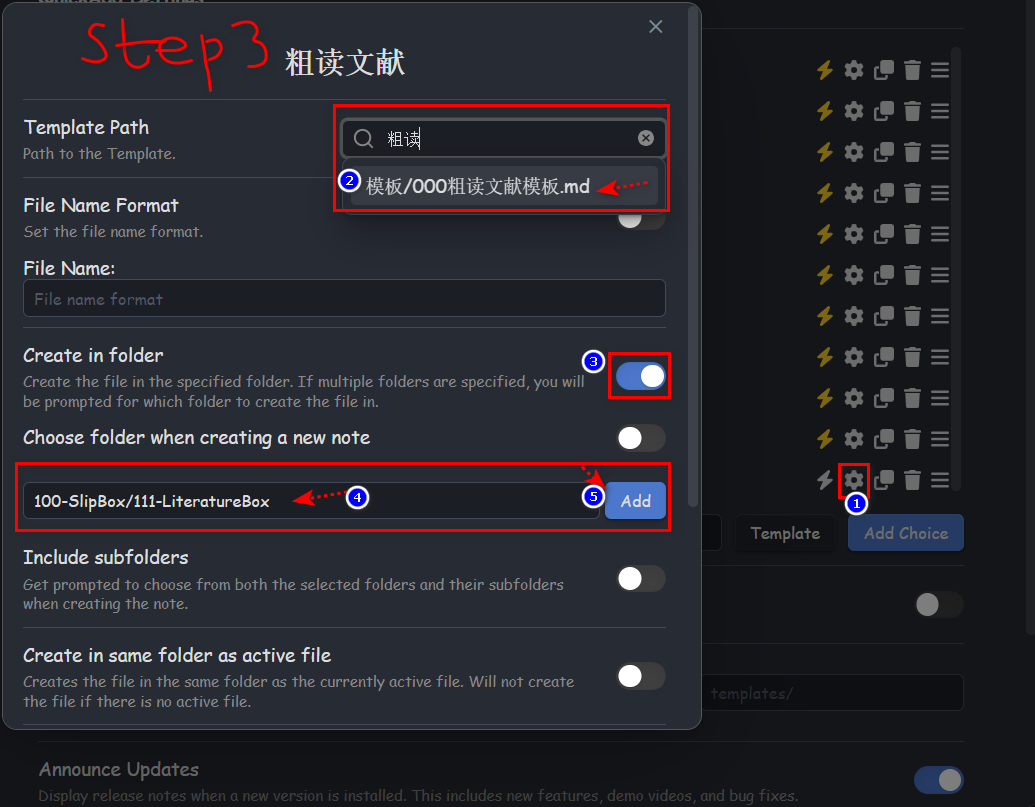 Step3
粗读文献
Template Path
Path to the Template.
粗读
2
模板/000粗读文献模板.md
File Name Format
Set the file name format.
File Name:
File name format
Create in folder
3
Create the file in the specified folder. If multiple folders are specified, you will
be prompted for which folder to create the file in.
Choose folder when creating a new note
100-SlipBox/111-LiteratureBox
4
5
Add
1
Include subfolders
Get prompted to choose from both the selected folders and their subfolders
when creating the note.
Template
Add Choice
Create in same folder as active file
Creates the file in the same folder as the currently active file. Will not create
the file if there is no active file.
templates/
Announce Updates
Display release notes when a new version is installed. This includes new features, demo videos, and bug fixes.